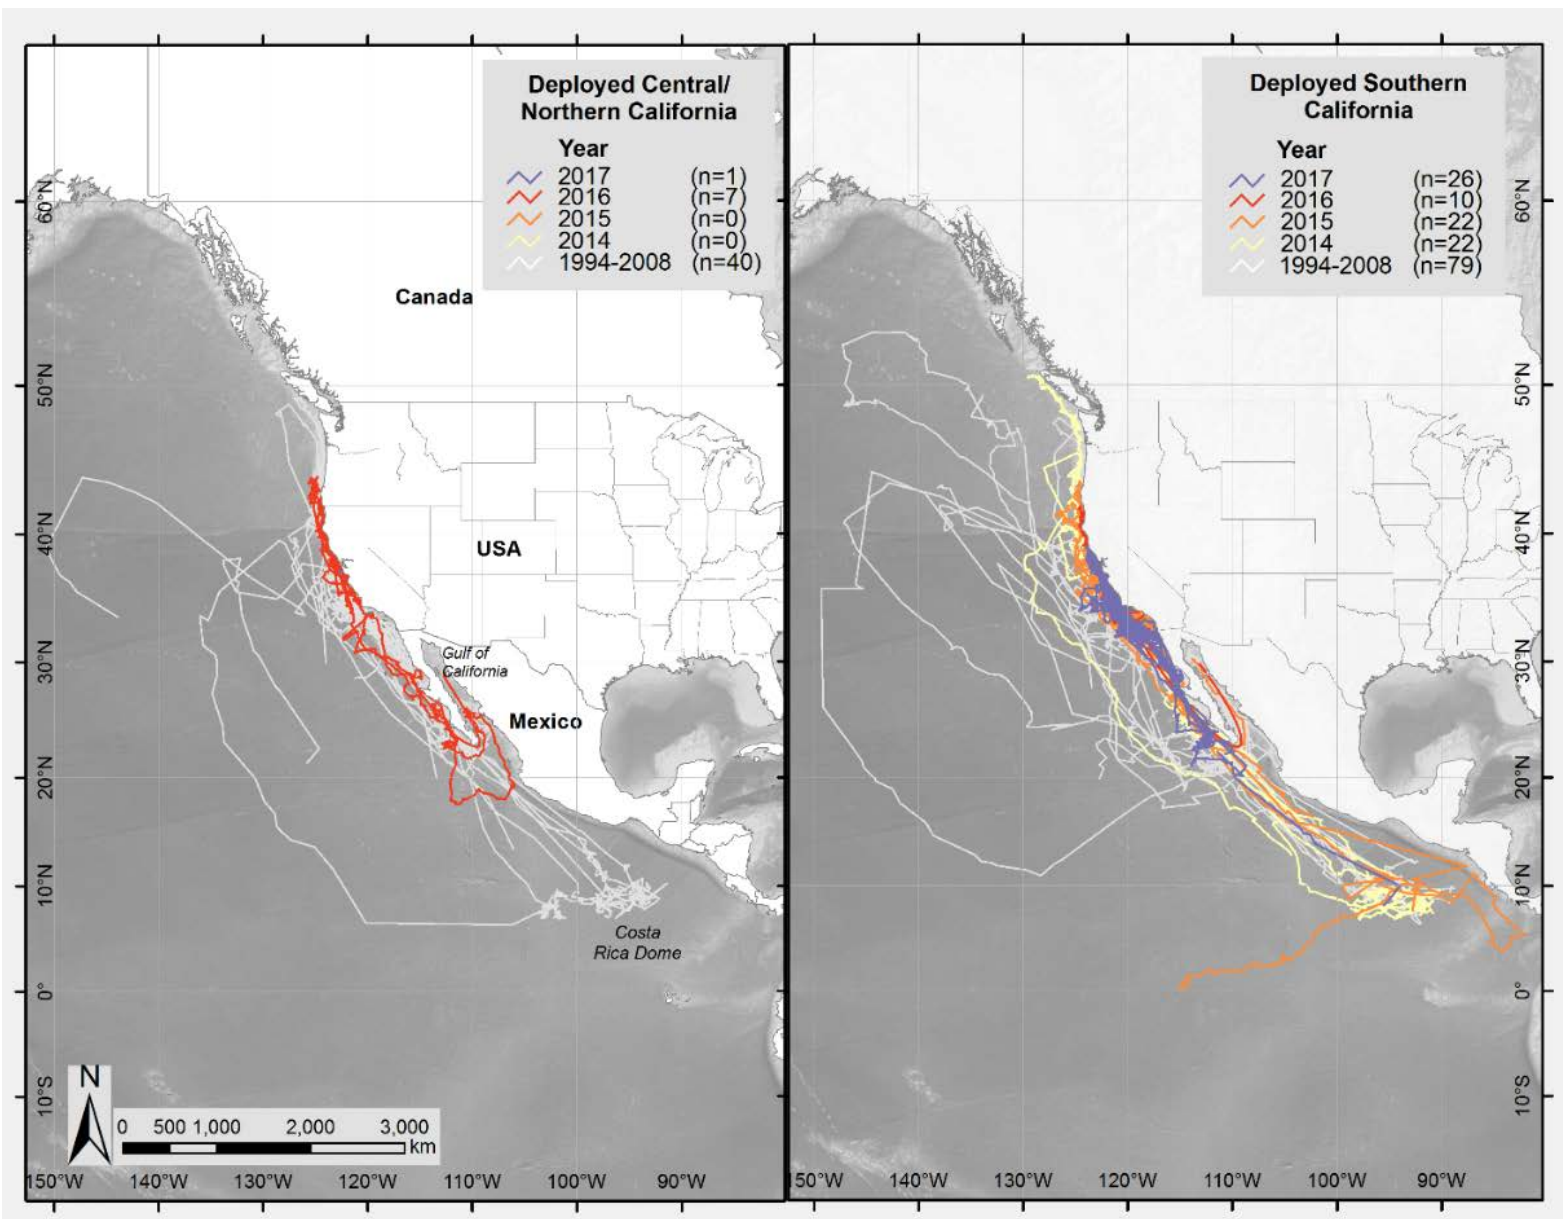 Deployed Central/
Northern California
Year
2017 (n=1)
2016 (n=7)
2015 (n=0)
2014 (n=0)
1994-2008 (n=40)
Canada
USA
Gulf of
California
Mexico
Costa
Rica Dome
60°N
50°N
40°N
30°N
20°N
10°N
0°
10°S
N
0 500 1,000 2,000 3,000
km
150°W 140°W 130°W 120°W 110°W 100°W 90°W
Deployed Southern
California
Year
2017 (n=26)
2016 (n=10)
2015 (n=22)
2014 (n=22)
1994-2008 (n=79)
60°N
50°N
40°N
30°N
20°N
10°N
0°
10°S
150°W 140°W 130°W 120°W 110°W 100°W 90°W